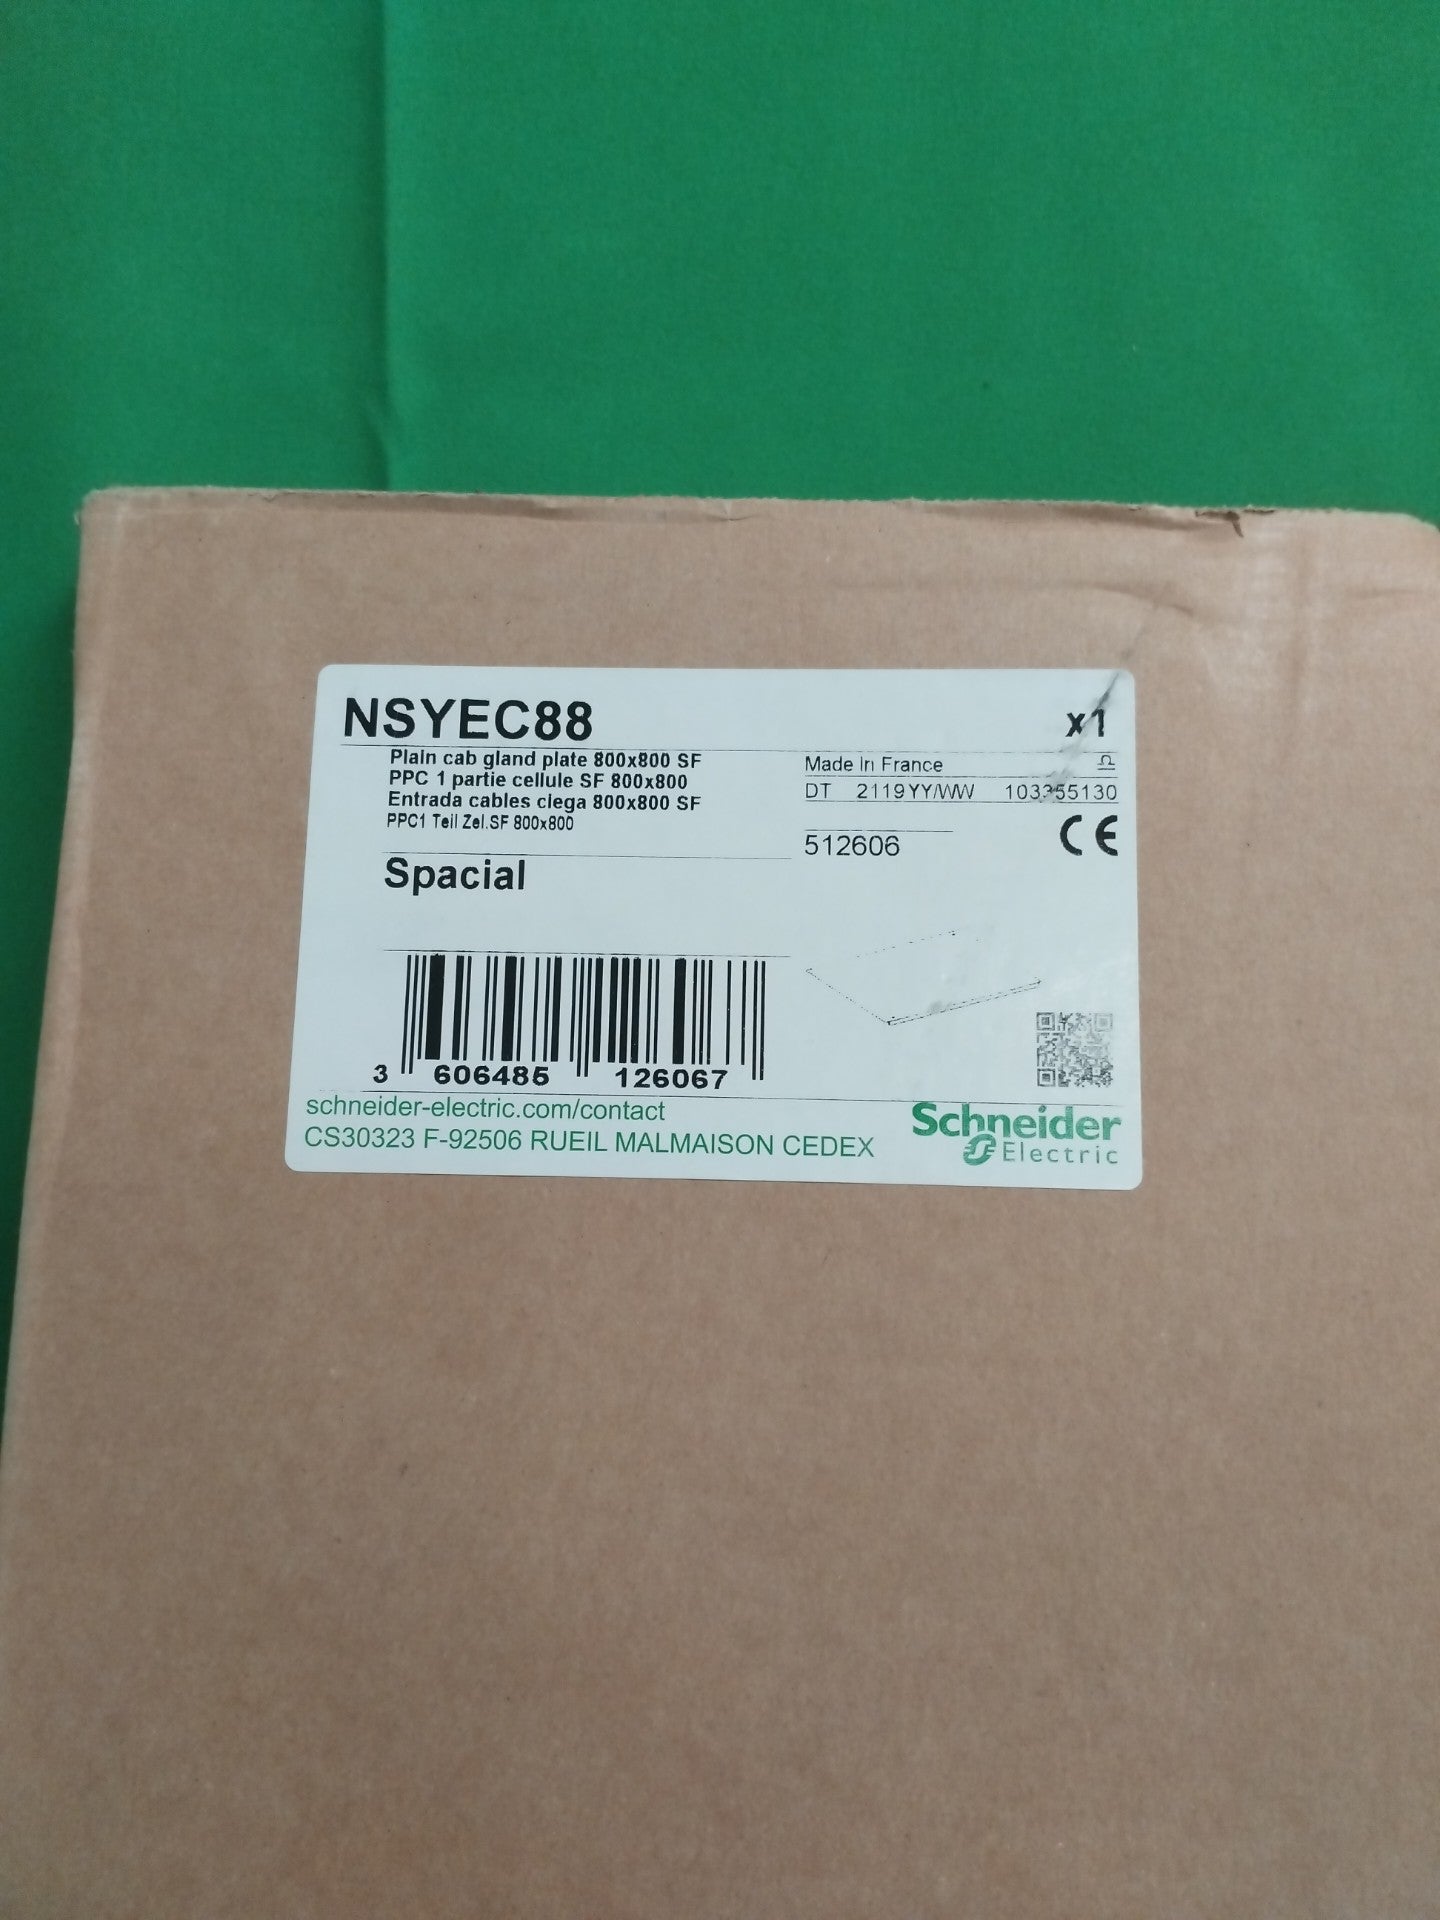 NSYEC88
x1
Plain cab gland plate 800x800 SF
PPC 1 partie cellule SF 800x800
Entrada cables ciega 800x800 SF
PPC1 Teil Zel.SF 800x800
Made In France
DT 2119YY/WW
512606
CE
Spacial
3 606485 126067
schneider-electric.com/contact
CS30323 F-92506 RUEIL MALMAISON CEDEX
Schneider
Electric